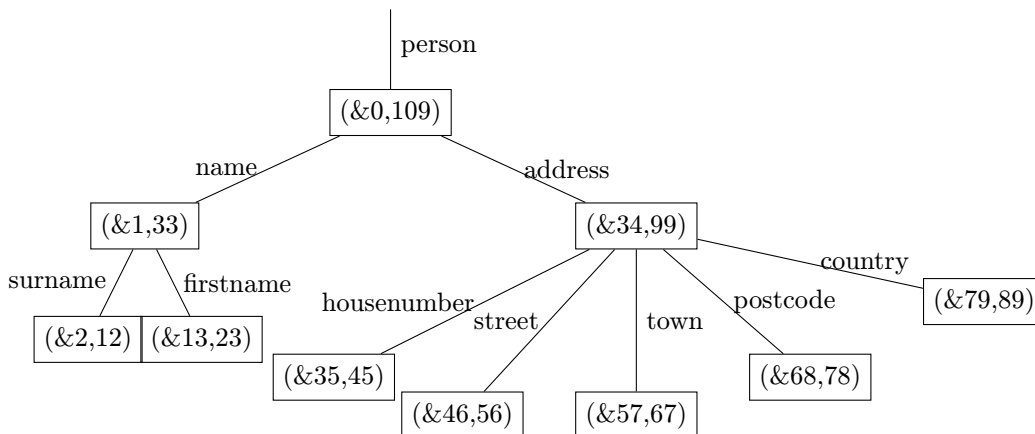 person
(&0,109)
name
address
(&1,33)
(&34,99)
surname
firstname
housenumber
street
town
postcode
country
(&2,12)
(&13,23)
(&35,45)
(&46,56)
(&57,67)
(&68,78)
(&79,89)